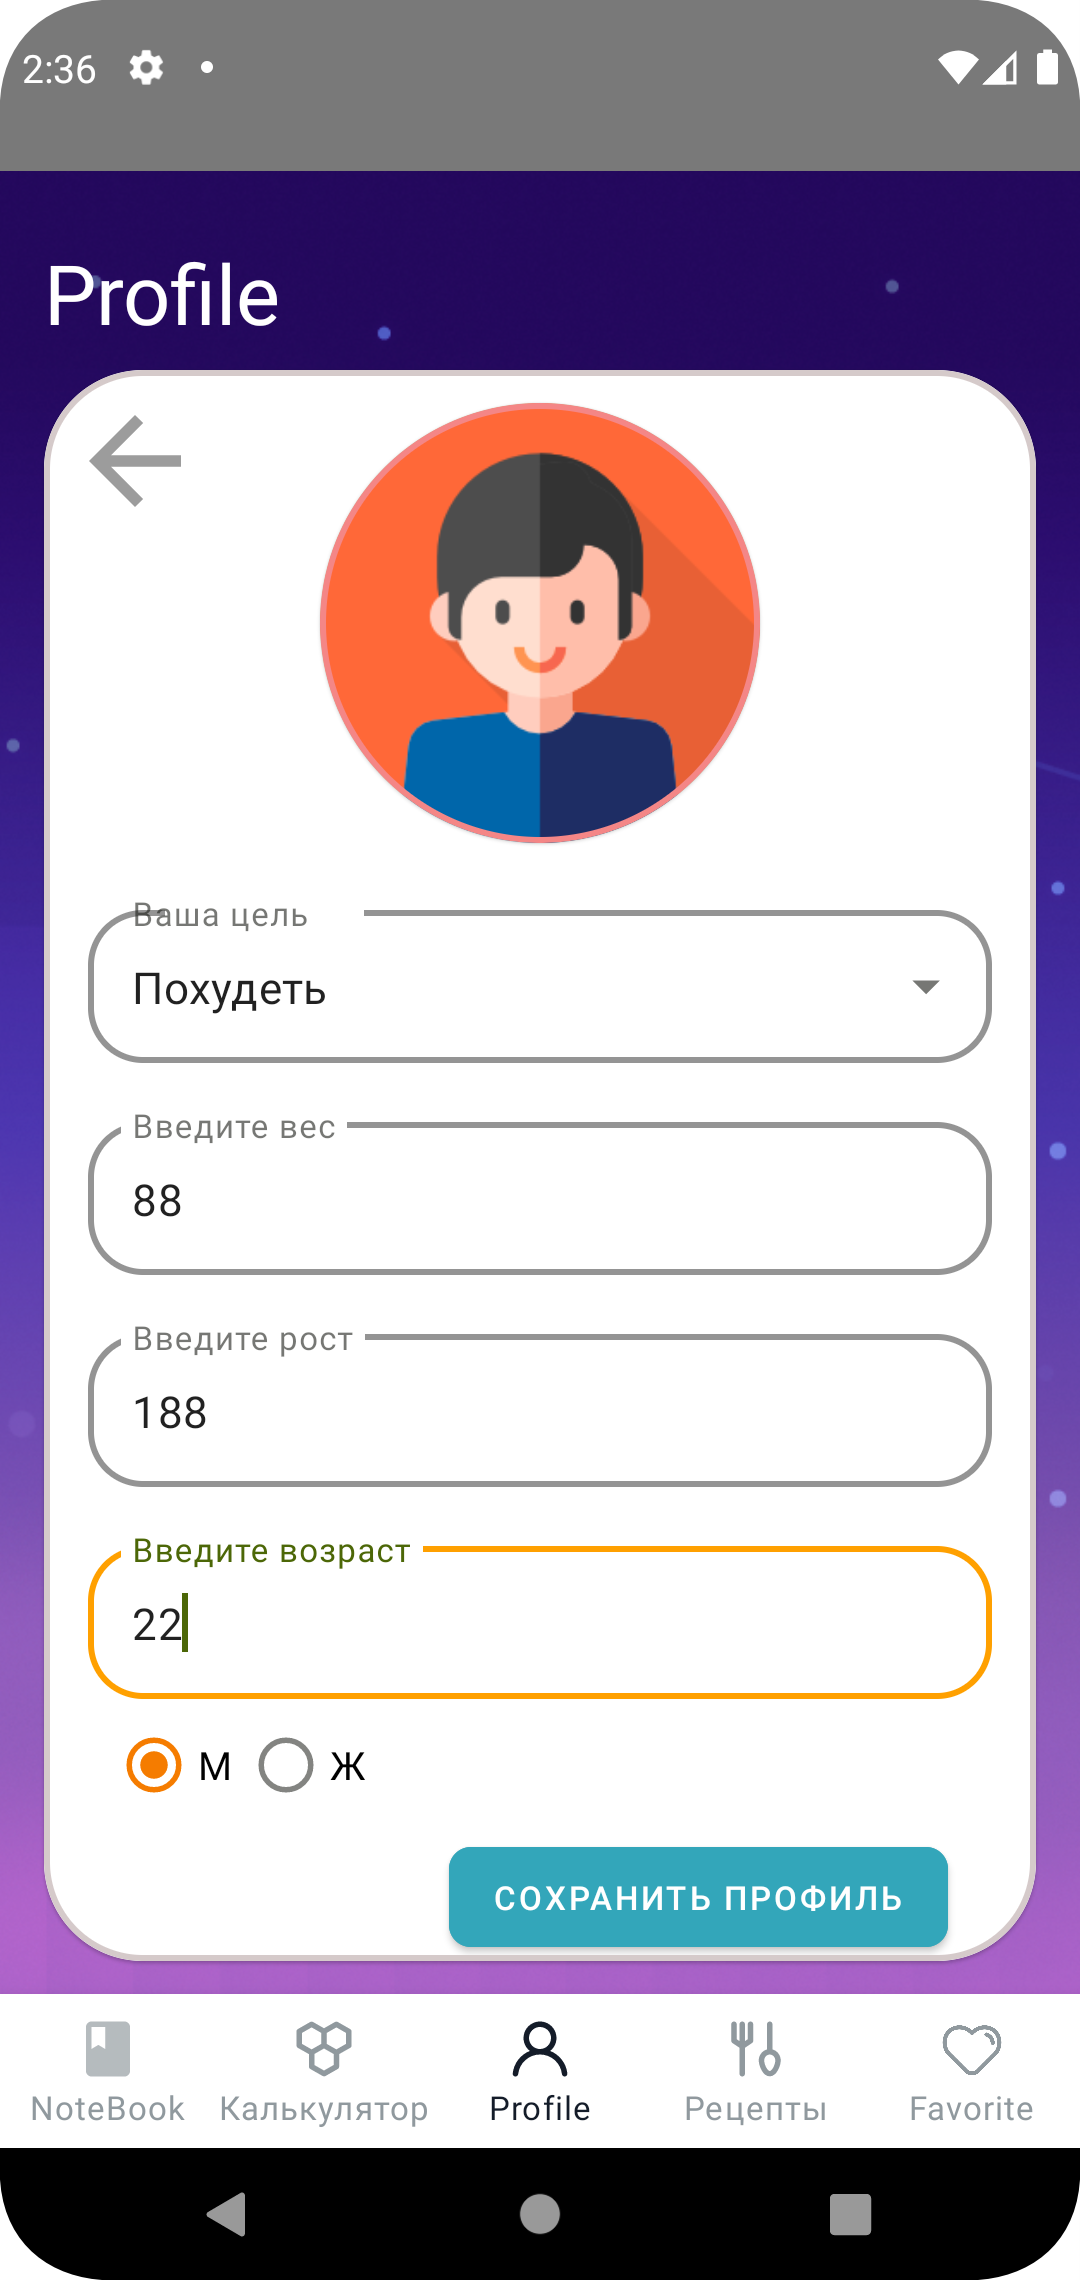 2:36
Profile
Ваша цель
Похудеть
Введите вес
88
Введите рост
188
Введите возраст
22
М Ж
СОХРАНИТЬ ПРОФИЛЬ
NoteBook Калькулятор Profile Рецепты Favorite